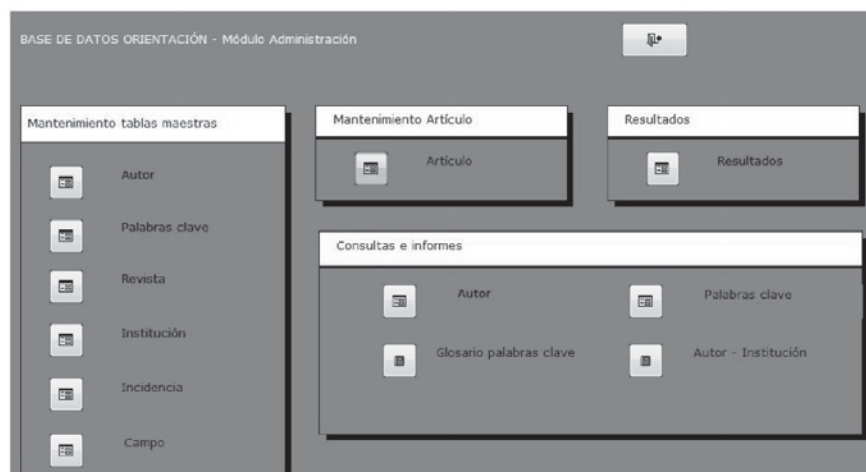 BASE DE DATOS ORIENTACIÓN - Módulo Administración
Mantenimiento tablas maestras
Autor
Palabras clave
Revista
Institución
Incidencia
Campo
Mantenimiento Artículo
Artículo
Resultados
Resultados
Consultas e informes
Autor
Palabras clave
Glosario palabras clave
Autor - Institución